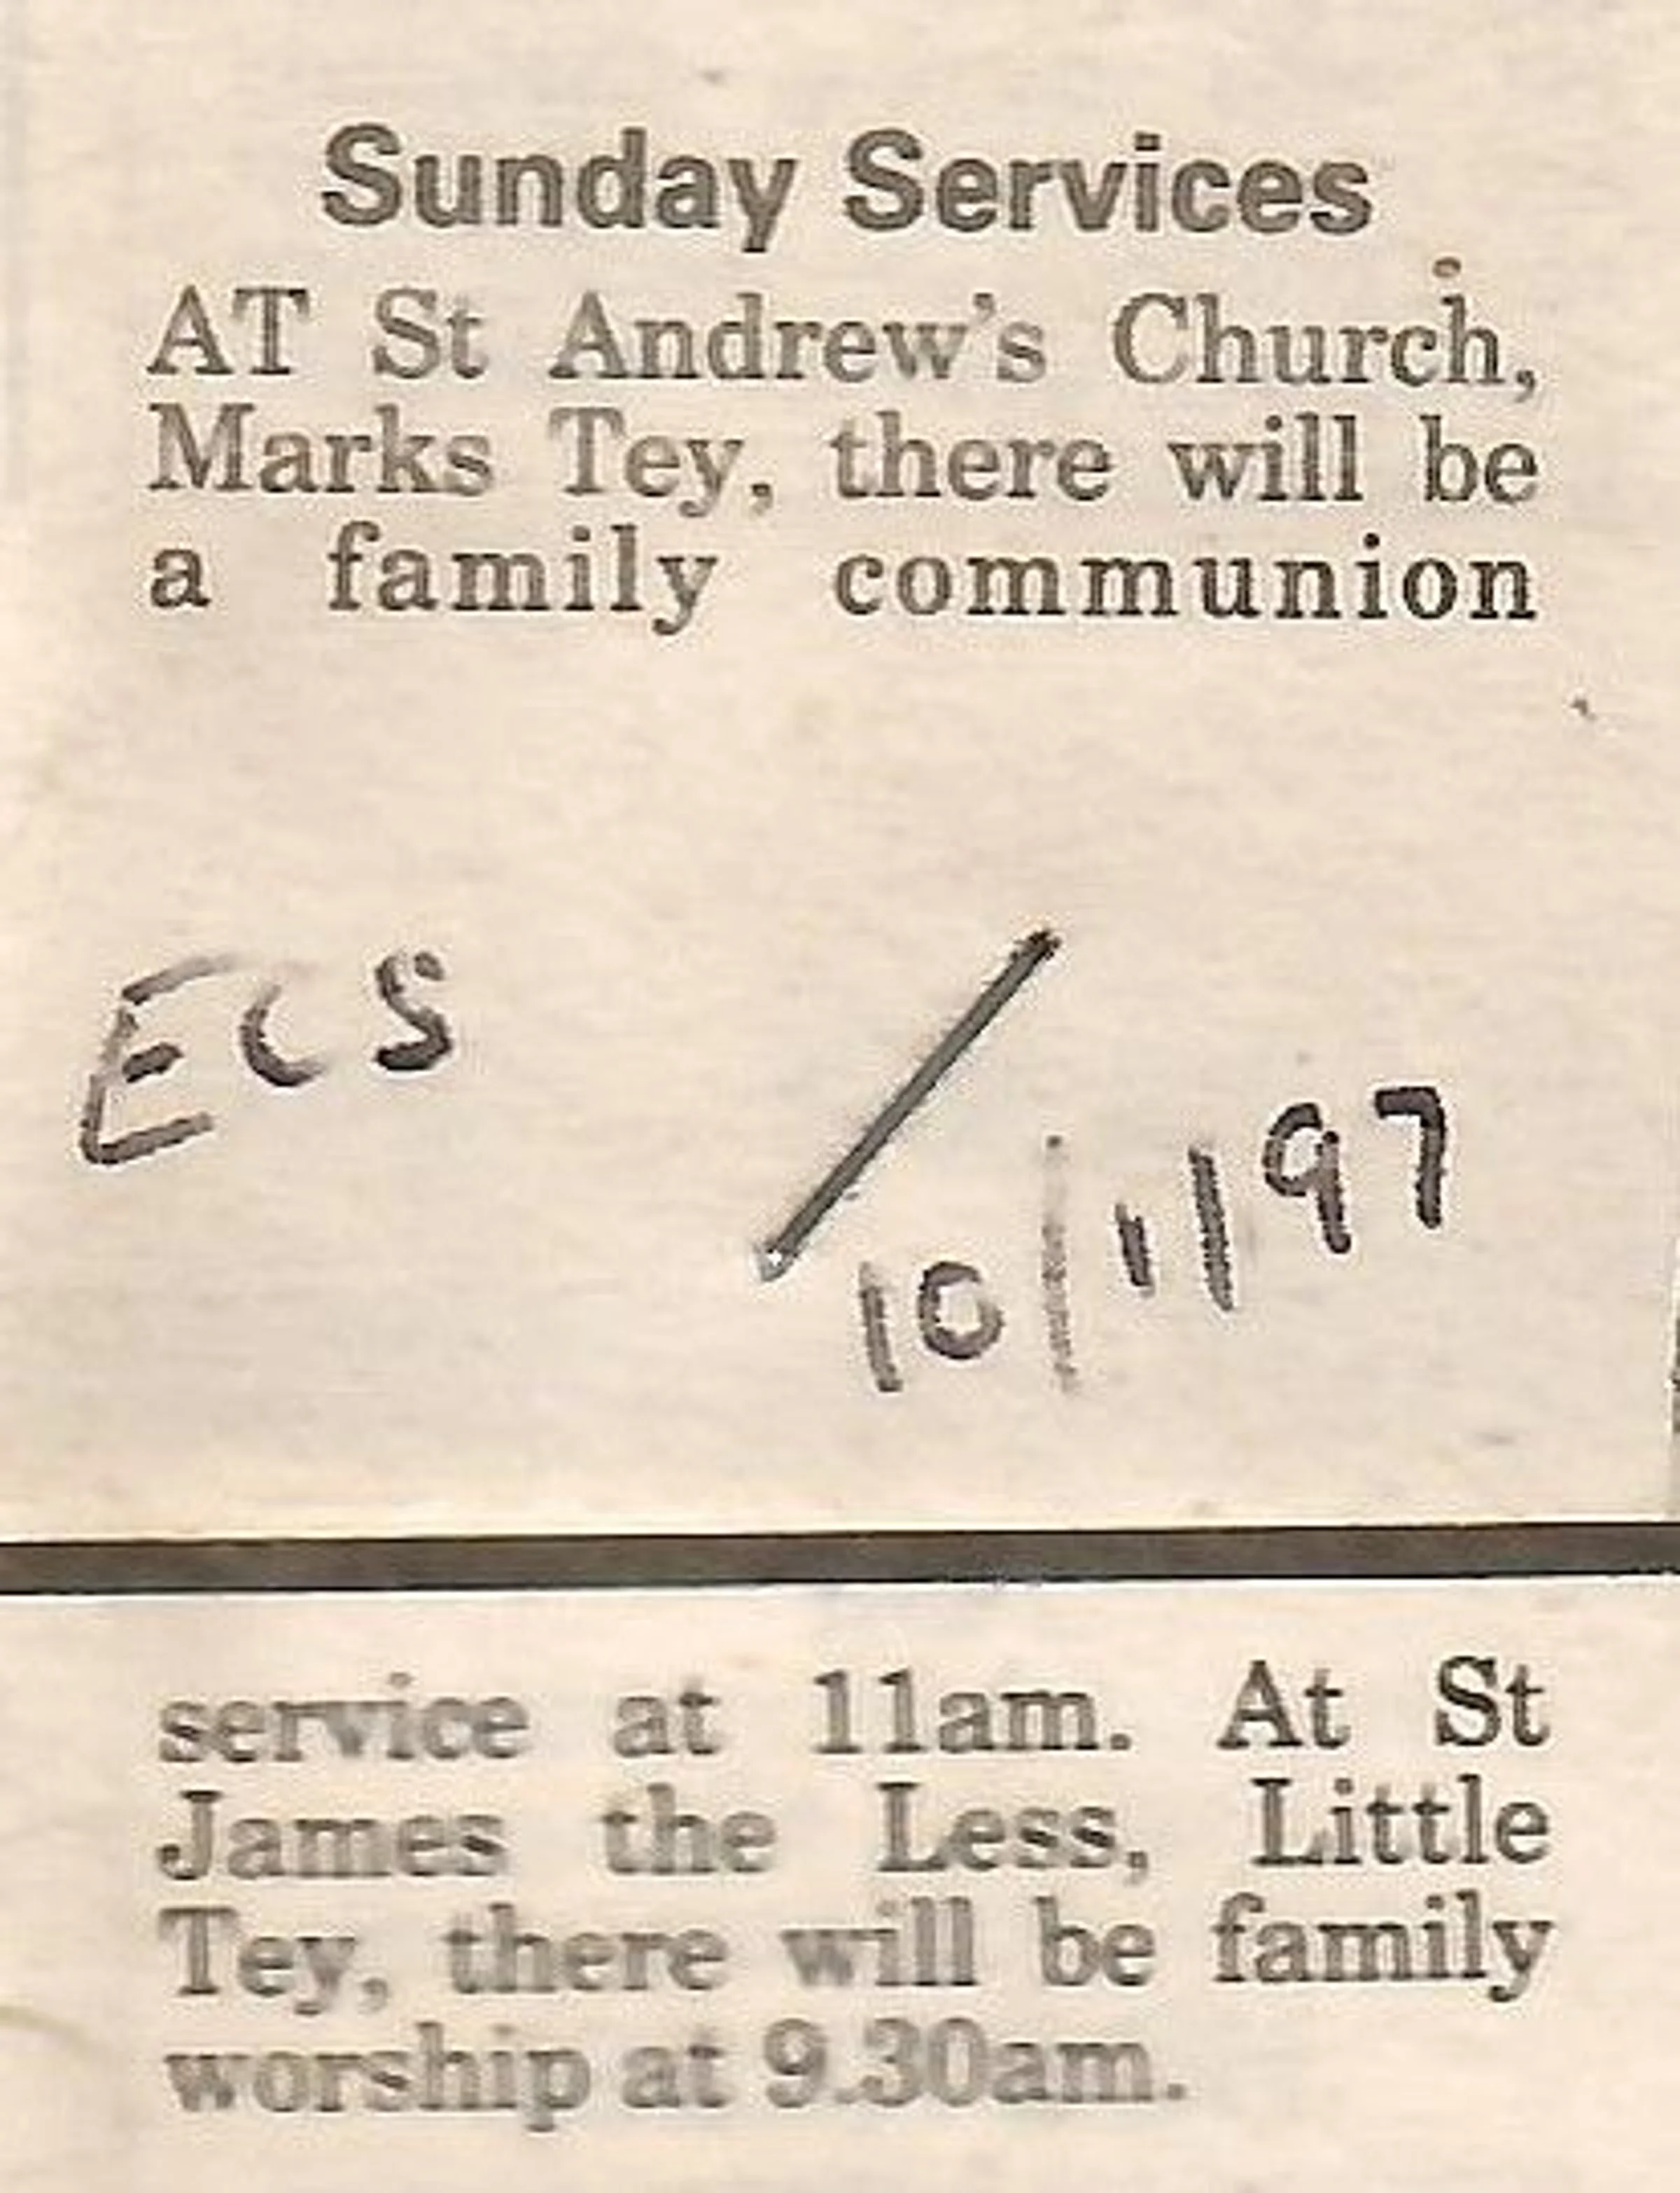 Sunday Services
AT St Andrew's Church,
Marks Tey, there will be
a family communion
ECS
10/11/97
service at 11am. At St
James the Less, Little
Tey, there will be family
worship at 9.30am.